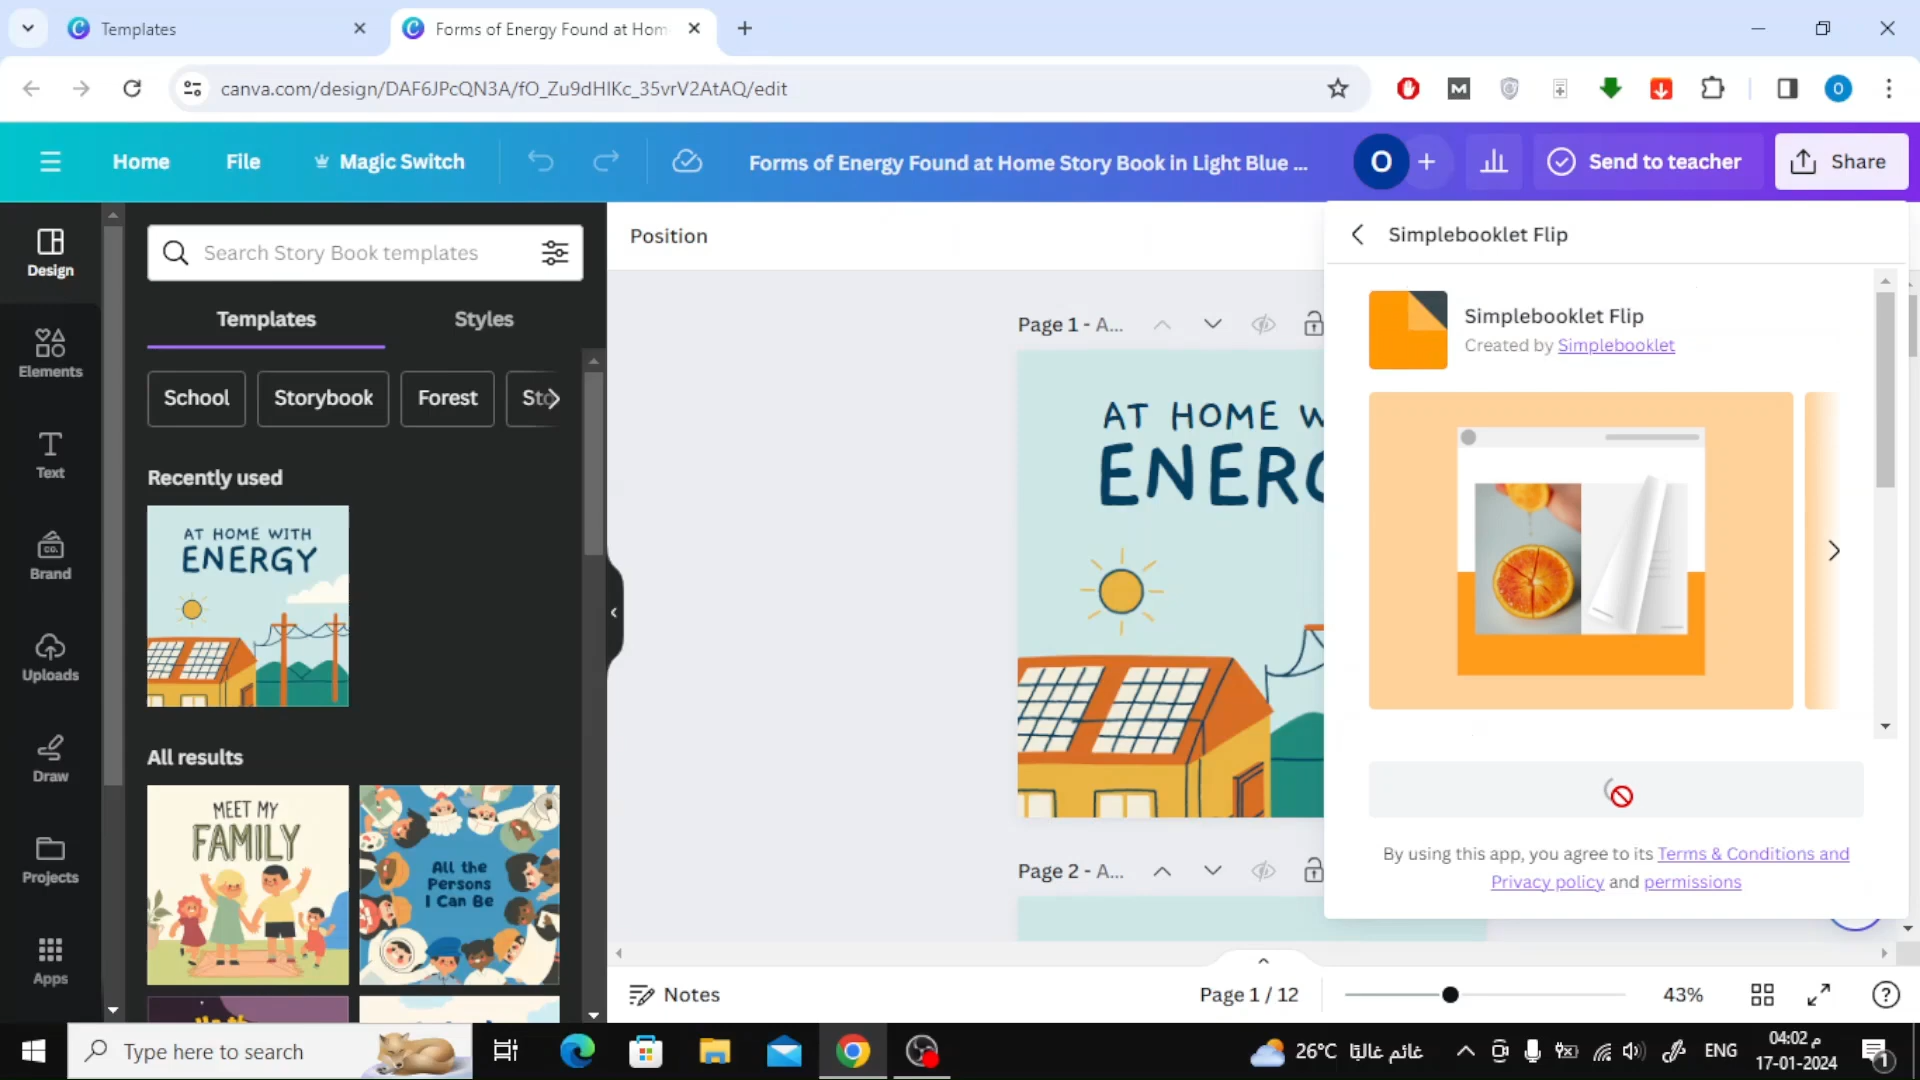 Templates
Forms of Energy Found at Hom
canva.com/design/DAF6JPcQN3A/fO_Zu9dHlKc_35vrV2AtAQ/edit
M
O
Home
File
Magic Switch
Forms of Energy Found at Home Story Book in Light Blue ...
O
Send to teacher
Share
Design
Elements
Text
CO.
Brand
Uploads
Draw
Projects
Apps
Search Story Book templates
Templates
Styles
School
Storybook
Forest
Sto
Recently used
AT HOME WITH
ENERGY
All results
MEET MY
FAMILY
All the
Persons
I Can Be
Position
Page 1 - A...
AT HOME W
ENERG
Page 2 - A...
Simplebooklet Flip
Simplebooklet Flip
Created by Simplebooklet
By using this app, you agree to its Terms & Conditions and
Privacy policy and permissions
Notes
Page 1 / 12
43%
Type here to search
26°C غائم غالبًا
ENG
04:02 م
17-01-2024
1